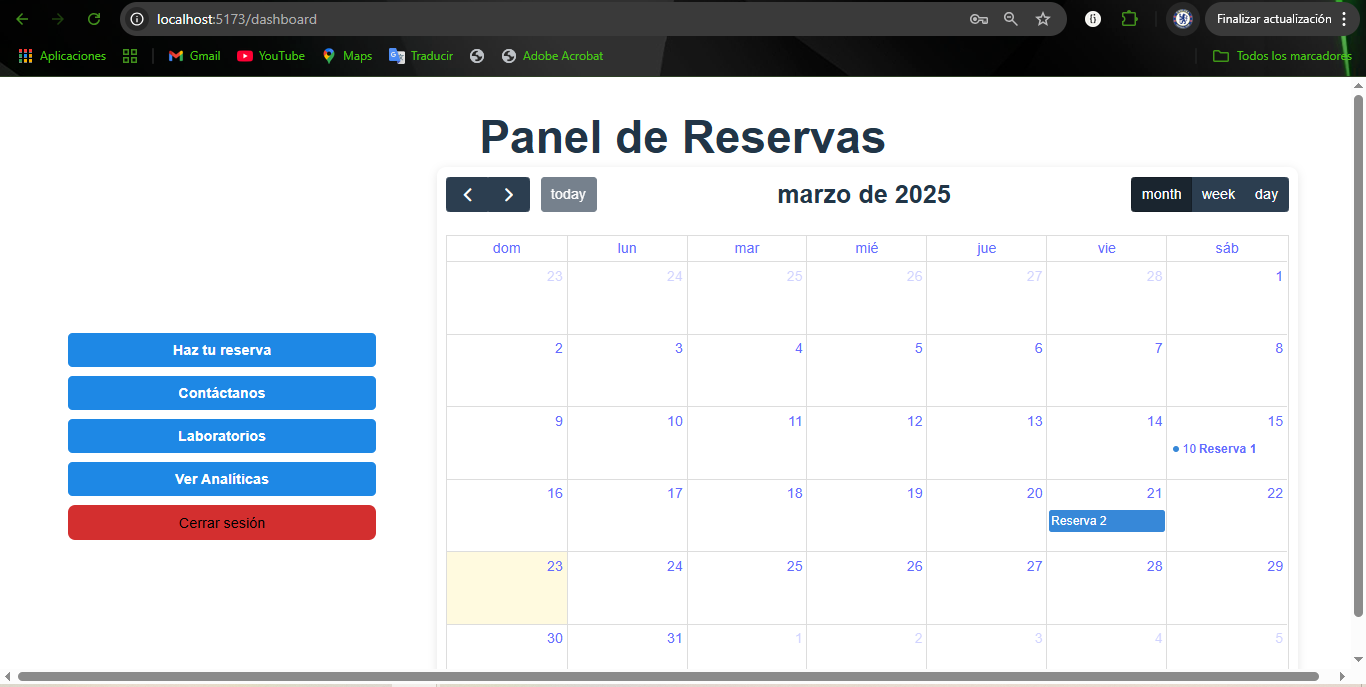 localhost:5173/dashboard
Finalizar actualización
Aplicaciones
Gmail
YouTube
Maps
Traducir
Adobe Acrobat
Todos los marcadores
Panel de Reservas
today
marzo de 2025
month week day
dom lun mar mié jue vie sáb
23 24 25 26 27 28 1
2 3 4 5 6 7 8
Haz tu reserva
Contáctanos
Laboratorios
Ver Analíticas
Cerrar sesión
9 10 11 12 13 14 15
10 Reserva 1
16 17 18 19 20 21 22
Reserva 2
23 24 25 26 27 28 29
30 31 1 2 3 4 5